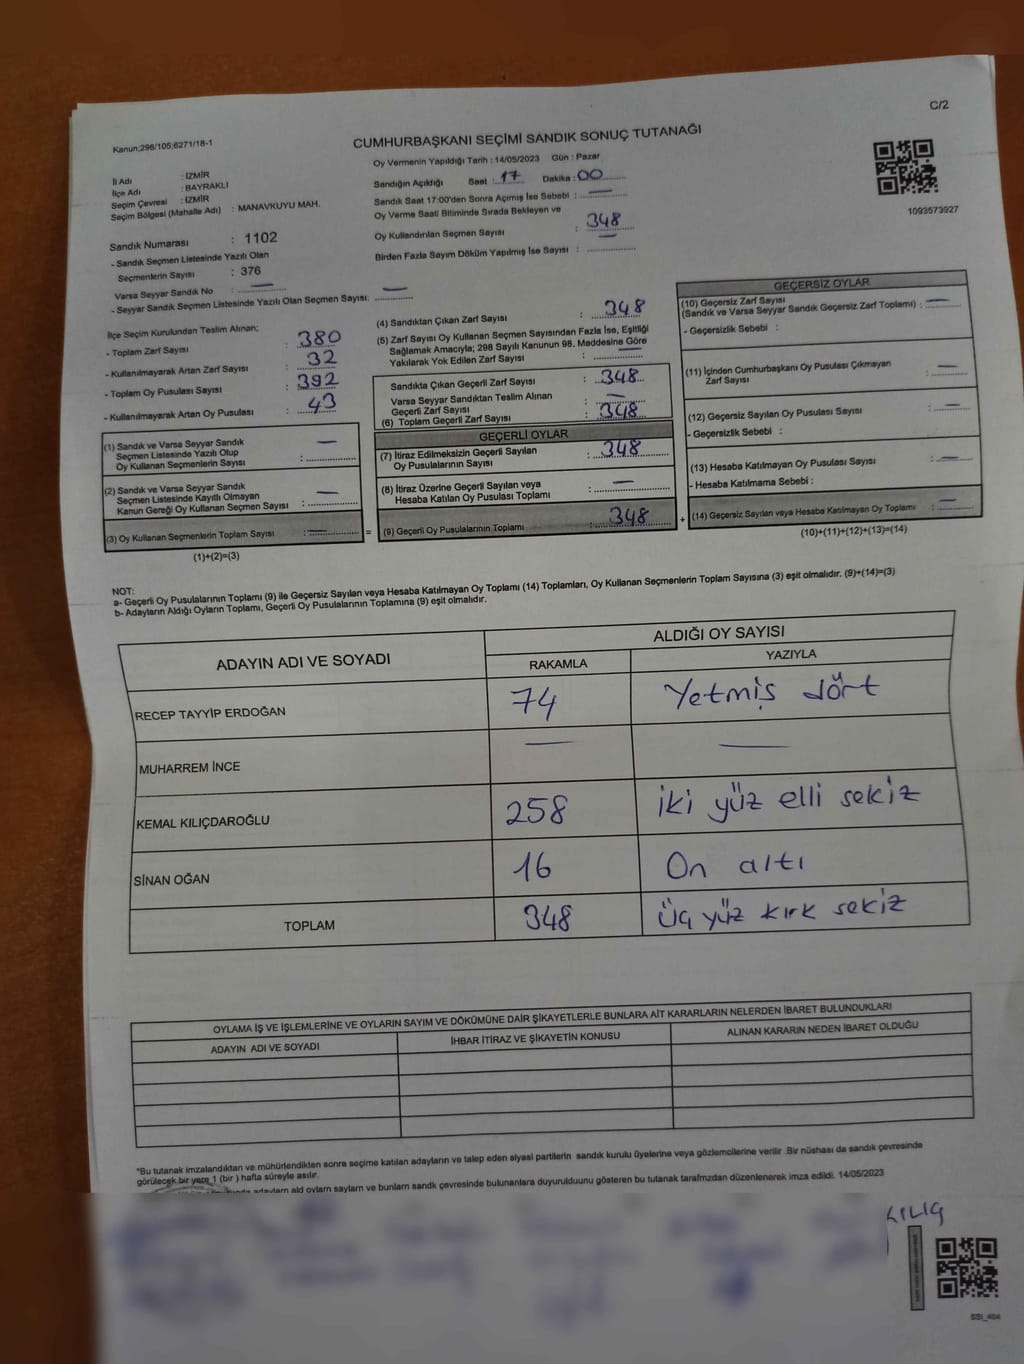 C/2
Kanun;298/105;6271/18-1
CUMHURBAŞKANI SEÇİMİ SANDIK SONUÇ TUTANAĞI
İl Adı : İZMİR
İlçe Adı : BAYRAKLI
Seçim Çevresi : İZMİR
Seçim Bölgesi (Mahalle Adı) : MANAVKUYU MAH.
Sandık Numarası : 1102
- Sandık Seçmen Listesinde Yazılı Olan
Seçmenlerin Sayısı : 376
Varsa Seyyar Sandık No : —
- Seyyar Sandık Seçmen Listesinde Yazılı Olan Seçmen Sayısı: —
Oy Vermenin Yapıldığı Tarih : 14/05/2023 Gün : Pazar
Sandığın Açıldığı Saat : 17 Dakika : 00
Sandık Saat 17:00'den Sonra Açımış İse Sebebi : —
Oy Verme Saati Bitiminde Sırada Bekleyen ve
Oy Kullandırılan Seçmen Sayısı : 348
Birden Fazla Sayım Döküm Yapılmış İse Sayısı : —
1093573927
İlçe Seçim Kurulundan Teslim Alınan;
- Toplam Zarf Sayısı : 380
- Kullanılmayarak Artan Zarf Sayısı : 32
- Toplam Oy Pusulası Sayısı : 392
- Kullanılmayarak Artan Oy Pusulası : 43
(1) Sandık ve Varsa Seyyar Sandık
Seçmen Listesinde Yazılı Olup
Oy Kullanan Seçmenlerin Sayısı : —
(2) Sandık ve Varsa Seyyar Sandık
Seçmen Listesinde Kayıtlı Olmayan
Kanun Gereği Oy Kullanan Seçmen Sayısı : —
(3) Oy Kullanan Seçmenlerin Toplam Sayısı : —
(1)+(2)=(3)
(4) Sandıktan Çıkan Zarf Sayısı : 348
(5) Zarf Sayısı Oy Kullanan Seçmen Sayısından Fazla İse, Eşitliği
Sağlamak Amacıyla; 298 Sayılı Kanunun 98. Maddesine Göre
Yakılarak Yok Edilen Zarf Sayısı : —
Sandıkta Çıkan Geçerli Zarf Sayısı : 348
Varsa Seyyar Sandıktan Teslim Alınan
Geçerli Zarf Sayısı : —
(6) Toplam Geçerli Zarf Sayısı : 348
GEÇERLİ OYLAR
(7) İtiraz Edilmeksizin Geçerli Sayılan
Oy Pusulalarının Sayısı : 348
(8) İtiraz Üzerine Geçerli Sayılan veya
Hesaba Katılan Oy Pusulası Toplamı : —
= (9) Geçerli Oy Pusulalarının Toplamı : 348 +
GEÇERSİZ OYLAR
(10) Geçersiz Zarf Sayısı
(Sandık ve Varsa Seyyar Sandık Geçersiz Zarf Toplamı) : —
- Geçersizlik Sebebi :
(11) İçinden Cumhurbaşkanı Oy Pusulası Çıkmayan
Zarf Sayısı : —
(12) Geçersiz Sayılan Oy Pusulası Sayısı : —
- Geçersizlik Sebebi :
(13) Hesaba Katılmayan Oy Pusulası Sayısı : —
- Hesaba Katılmama Sebebi :
(14) Geçersiz Sayılan veya Hesaba Katılmayan Oy Toplamı : —
(10)+(11)+(12)+(13)=(14)
NOT:
a- Geçerli Oy Pusulalarının Toplamı (9) ile Geçersiz Sayılan veya Hesaba Katılmayan Oy Toplamı (14) Toplamları, Oy Kullanan Seçmenlerin Toplam Sayısına (3) eşit olmalıdır. (9)+(14)=(3)
b- Adayların Aldığı Oyların Toplamı, Geçerli Oy Pusulalarının Toplamına (9) eşit olmalıdır.
ADAYIN ADI VE SOYADI ALDIĞI OY SAYISI
RAKAMLA YAZIYLA
RECEP TAYYİP ERDOĞAN 74 Yetmiş dört
MUHARREM İNCE — —
KEMAL KILIÇDAROĞLU 258 iki yüz elli sekiz
SİNAN OĞAN 16 On altı
TOPLAM 348 üç yüz kırk sekiz
OYLAMA İŞ VE İŞLEMLERİNE VE OYLARIN SAYIM VE DÖKÜMÜNE DAİR ŞİKAYETLERLE BUNLARA AİT KARARLARIN NELERDEN İBARET BULUNDUKLARI
ADAYIN ADI VE SOYADI İHBAR İTİRAZ VE ŞİKAYETİN KONUSU ALINAN KARARIN NEDEN İBARET OLDUĞU
*Bu tutanak imzalandıktan ve mühürlendikten sonra seçime katılan adayların ve talep eden siyasi partilerin sandık kurulu üyelerine veya gözlemcilerine verilir .Bir nüshası da sandık çevresinde
görülecek bir yere 1 (bir ) hafta süreyle asılır.
adayların ald oyların sayların ve bunların sandk çevresinde bulunanlara duyurulduunu gösteren bu tutanak tarafmzdan düzenlenerek imza edildi. 14/05/2023
KILIÇ